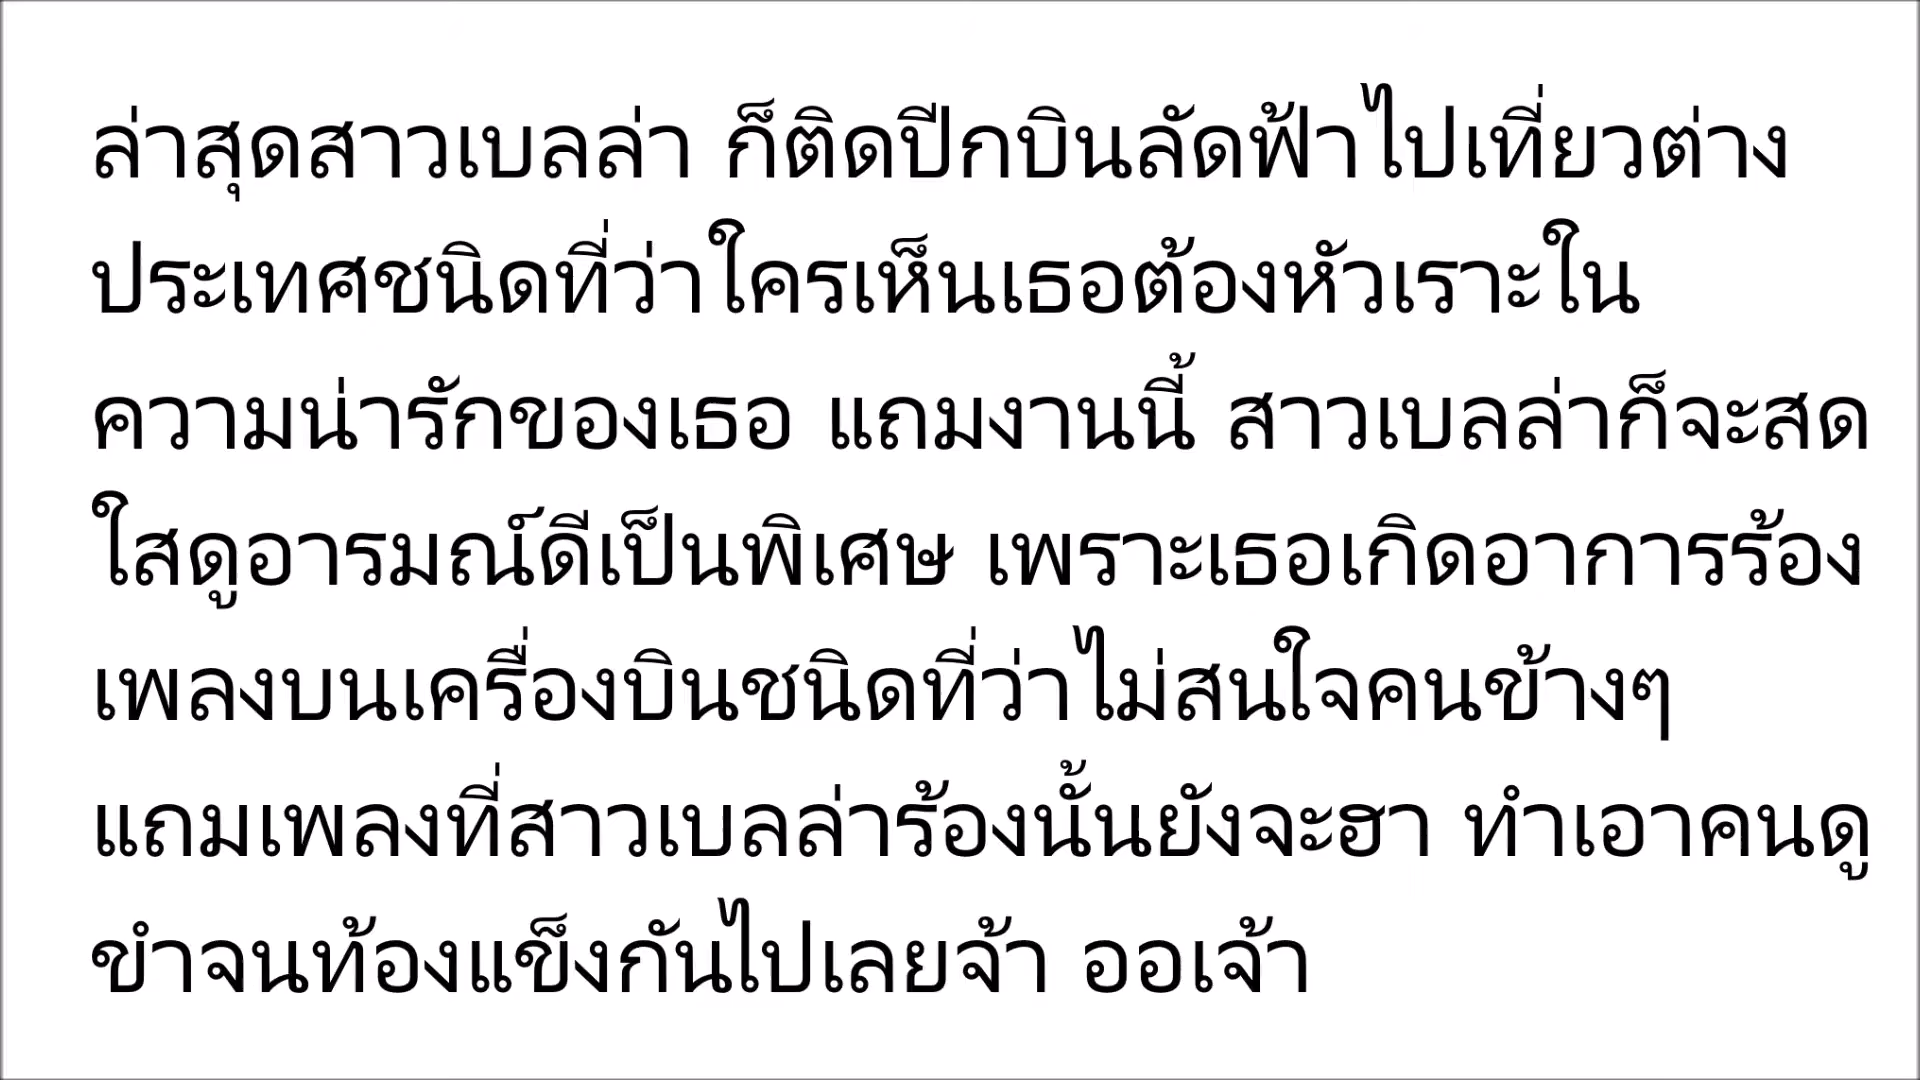 ล่าสุดสาวเบลล่า ก็ติดปีกบินลัดฟ้าไปเที่ยวต่าง
ประเทศชนิดที่ว่าใครเห็นเธอต้องหัวเราะใน
ความน่ารักของเธอ แถมงานนี้ สาวเบลล่าก็จะสด
ใสดูอารมณ์ดีเป็นพิเศษ เพราะเธอเกิดอาการร้อง
เพลงบนเครื่องบินชนิดที่ว่าไม่สนใจคนข้างๆ
แถมเพลงที่สาวเบลล่าร้องนั้นยังจะฮา ทำเอาคนดู
ขำจนท้องแข็งกันไปเลยจ้า ออเจ้า